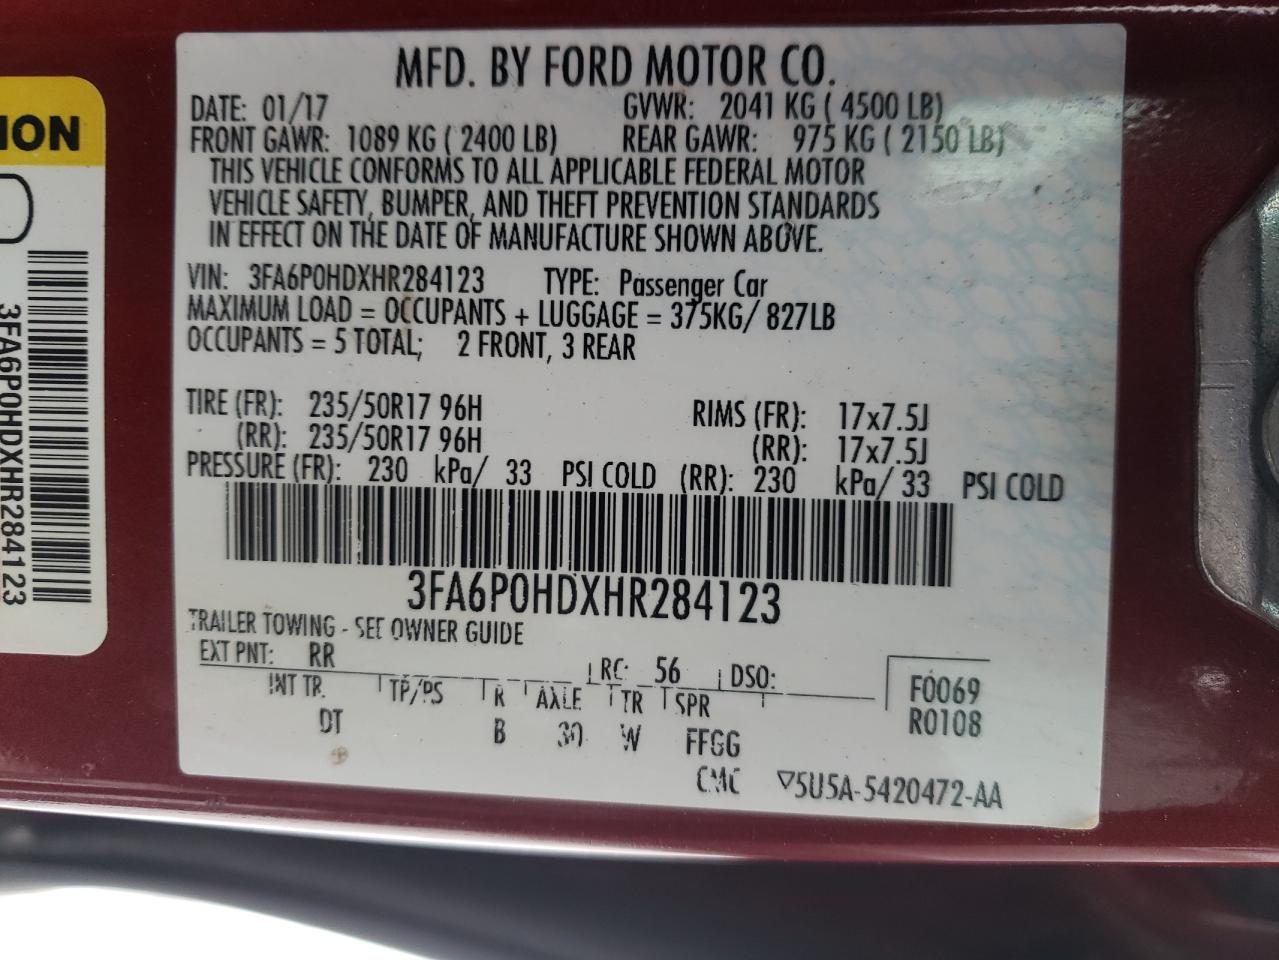 MFD. BY FORD MOTOR CO.
DATE: 01/17 GVWR: 2041 KG ( 4500 LB)
FRONT GAWR: 1089 KG ( 2400 LB) REAR GAWR: 975 KG ( 2150 LB)
THIS VEHICLE CONFORMS TO ALL APPLICABLE FEDERAL MOTOR
VEHICLE SAFETY, BUMPER, AND THEFT PREVENTION STANDARDS
IN EFFECT ON THE DATE OF MANUFACTURE SHOWN ABOVE.
VIN: 3FA6P0HDXHR284123 TYPE: Passenger Car
MAXIMUM LOAD = OCCUPANTS + LUGGAGE = 375KG/ 827LB
OCCUPANTS = 5 TOTAL; 2 FRONT, 3 REAR
TIRE (FR): 235/50R17 96H RIMS (FR): 17x7.5J
(RR): 235/50R17 96H (RR): 17x7.5J
PRESSURE (FR): 230 kPa/ 33 PSI COLD (RR): 230 kPa/ 33 PSI COLD
3FA6P0HDXHR284123
TRAILER TOWING - SEE OWNER GUIDE
EXT PNT: RR RC: 56 DSO:
INT TR TP/PS R AXLE TR SPR
DT B 30 W FFGG
CMC
F0069
R0108
▽5U5A-5420472-AA
ION
3FA6P0HDXHR284123